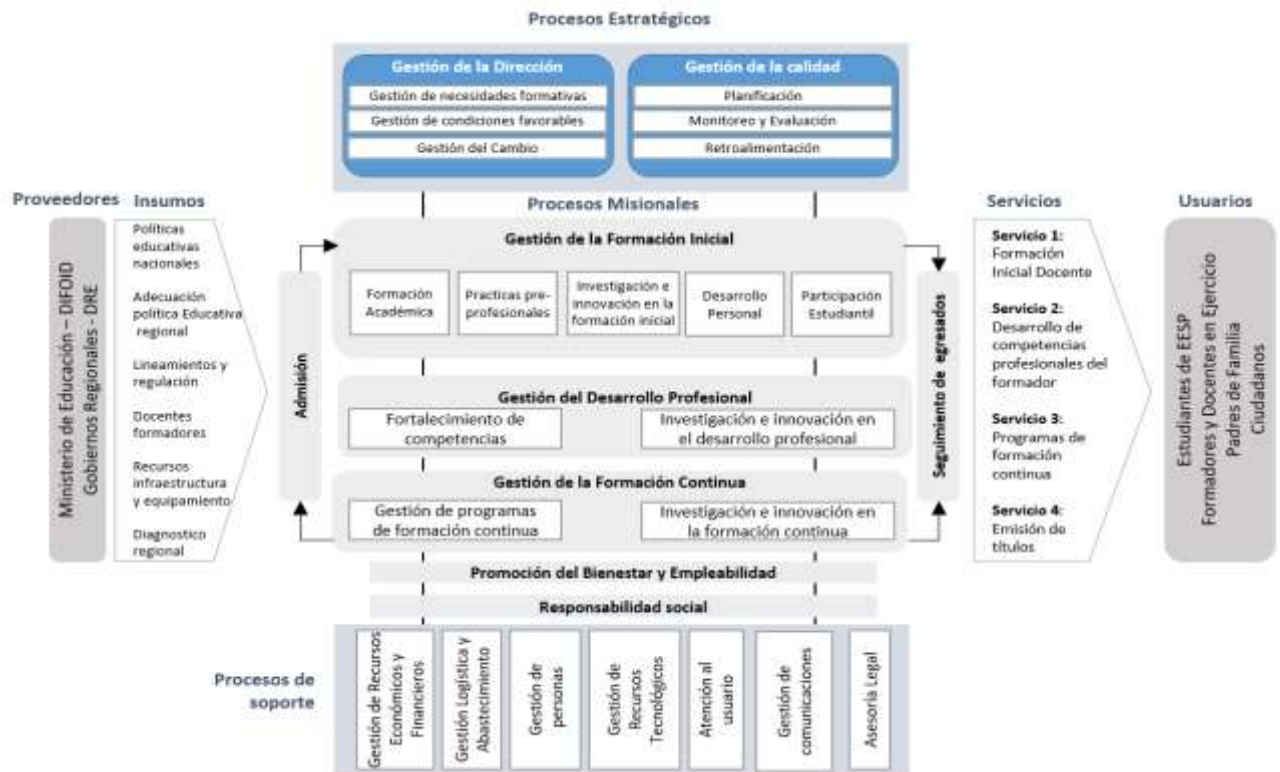 Procesos Estratégicos
Gestión de la Dirección
Gestión de necesidades formativas
Gestión de condiciones favorables
Gestión del Cambio
Gestión de la calidad
Planificación
Monitoreo y Evaluación
Retroalimentación
Proveedores
Ministerio de Educación – DIFOID
Gobiernos Regionales - DRE
Insumos
Políticas
educativas
nacionales
Adecuación
política Educativa
regional
Lineamientos y
regulación
Docentes
formadores
Recursos
infraestructura
y equipamiento
Diagnostico
regional
Admisión
Procesos Misionales
Gestión de la Formación Inicial
Formación
Académica
Practicas pre-
profesionales
Investigación e
innovación en la
formación inicial
Desarrollo
Personal
Participación
Estudiantil
Gestión del Desarrollo Profesional
Fortalecimiento de
competencias
Investigación e innovación en
el desarrollo profesional
Gestión de la Formación Continua
Gestión de programas
de formación continua
Investigación e innovación en
la formación continua
Promoción del Bienestar y Empleabilidad
Responsabilidad social
Seguimiento de egresados
Servicios
Servicio 1:
Formación
Inicial Docente
Servicio 2:
Desarrollo de
competencias
profesionales del
formador
Servicio 3:
Programas de
formación
continua
Servicio 4:
Emisión de
títulos
Usuarios
Estudiantes de EESP
Formadores y Docentes en Ejercicio
Padres de Familia
Ciudadanos
Procesos de
soporte
Gestión de Recursos
Económicos y
Financieros
Gestión Logística y
Abastecimiento
Gestión de
personas
Gestión de
Recursos
Tecnológicos
Atención al
usuario
Gestión de
comunicaciones
Asesoría Legal